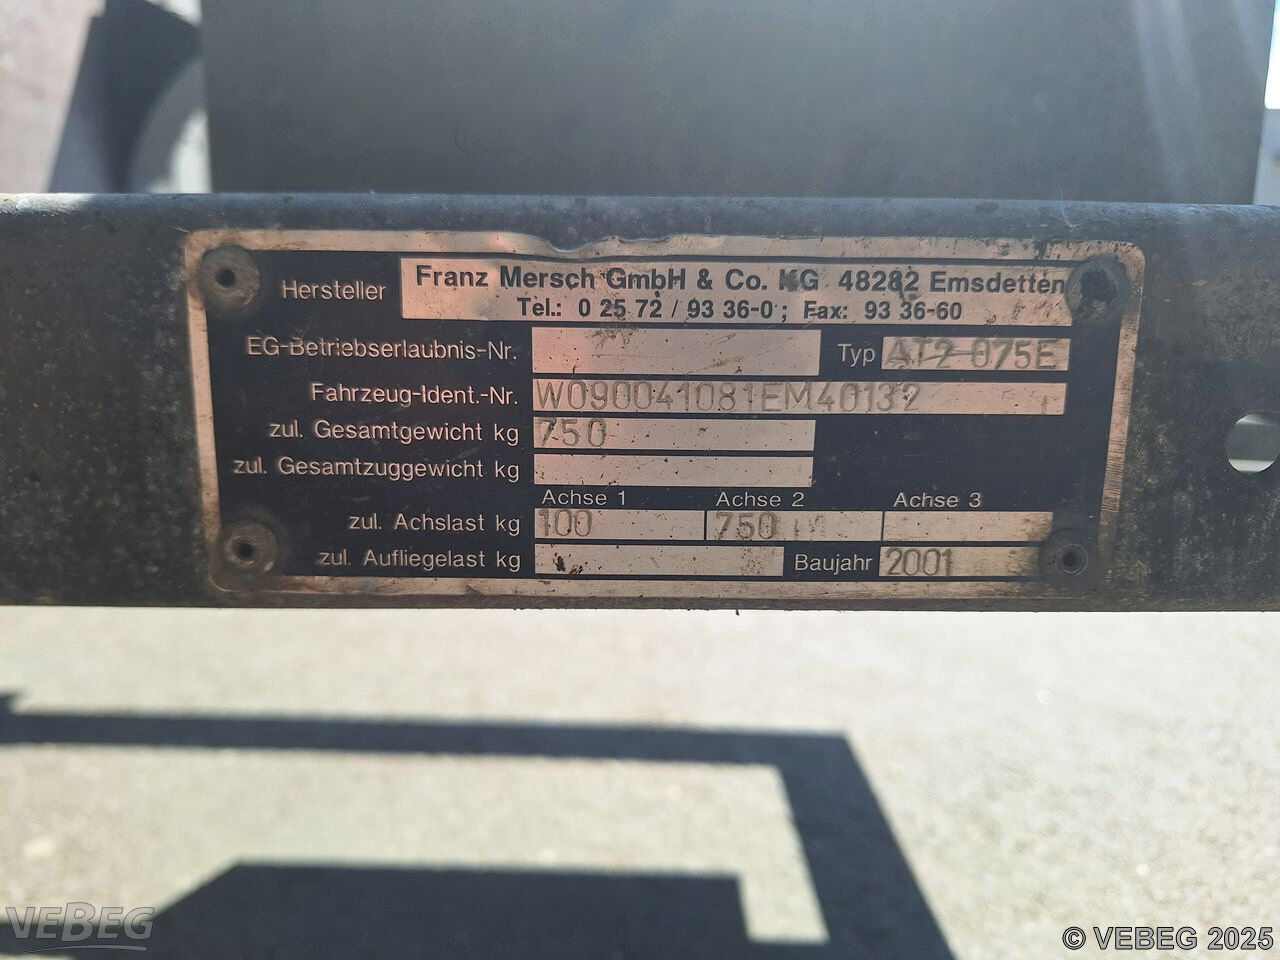 Hersteller Franz Mersch GmbH & Co. KG 48282 Emsdetten
Tel.: 0 25 72 / 93 36-0 ; Fax: 93 36-60
EG-Betriebserlaubnis-Nr. Typ AT2-075E
Fahrzeug-Ident.-Nr. W090041081EM40132
zul. Gesamtgewicht kg 750
zul. Gesamtzuggewicht kg
Achse 1 Achse 2 Achse 3
zul. Achslast kg 100 750
zul. Aufliegelast kg Baujahr 2001
VEBEG
© VEBEG 2025